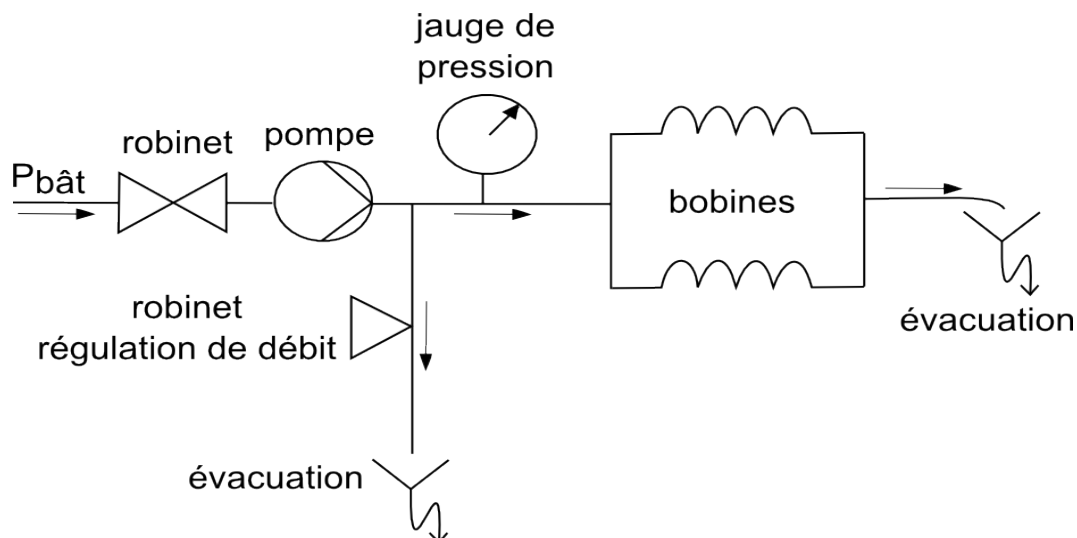 jauge de
pression
robinet
pompe
Pbât
bobines
robinet
régulation de débit
évacuation
évacuation